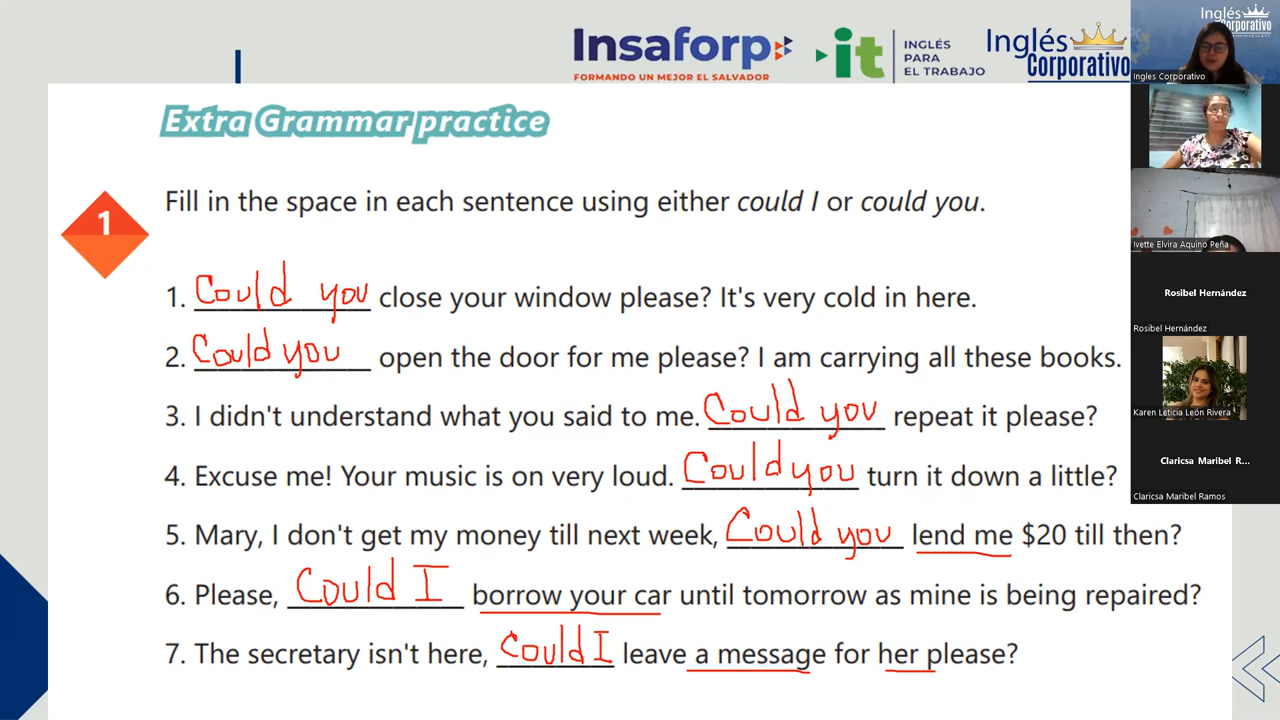 Insaforp
FORMANDO UN MEJOR EL SALVADOR
it
INGLÉS
PARA
EL TRABAJO
Inglés
Corporativo
Inglés
Corporativo
Ingles Corporativo
Extra Grammar practice
1
Fill in the space in each sentence using either could I or could you.
1. Could you close your window please? It's very cold in here.
2. Could you open the door for me please? I am carrying all these books.
3. I didn't understand what you said to me. Could you repeat it please?
4. Excuse me! Your music is on very loud. Could you turn it down a little?
5. Mary, I don't get my money till next week, Could you lend me $20 till then?
6. Please, Could I borrow your car until tomorrow as mine is being repaired?
7. The secretary isn't here, Could I leave a message for her please?
Ivette Elvira Aquino Peña
Rosibel Hernández
Rosibel Hernández
Karen Leticia León Rivera
Claricsa Maribel R...
Claricsa Maribel Ramos